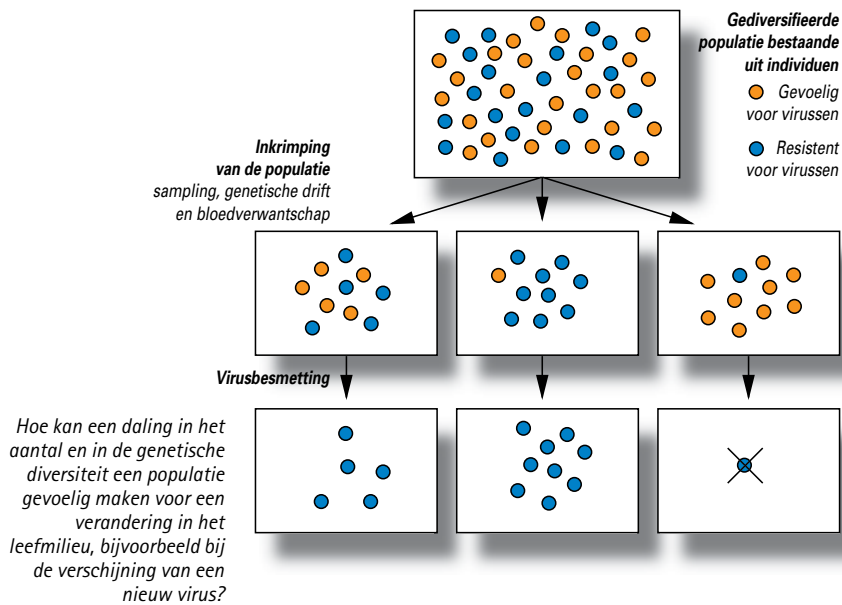 Gediversifieerde
populatie bestaande
uit individuen
Gevoelig
voor virussen
Resistent
voor virussen
Inkrimping
van de populatie
sampling, genetische drift
en bloedverwantschap
Virusbesmetting
Hoe kan een daling in het
aantal en in de genetische
diversiteit een populatie
gevoelig maken voor een
verandering in het
leefmilieu, bijvoorbeeld bij
de verschijning van een
nieuw virus?